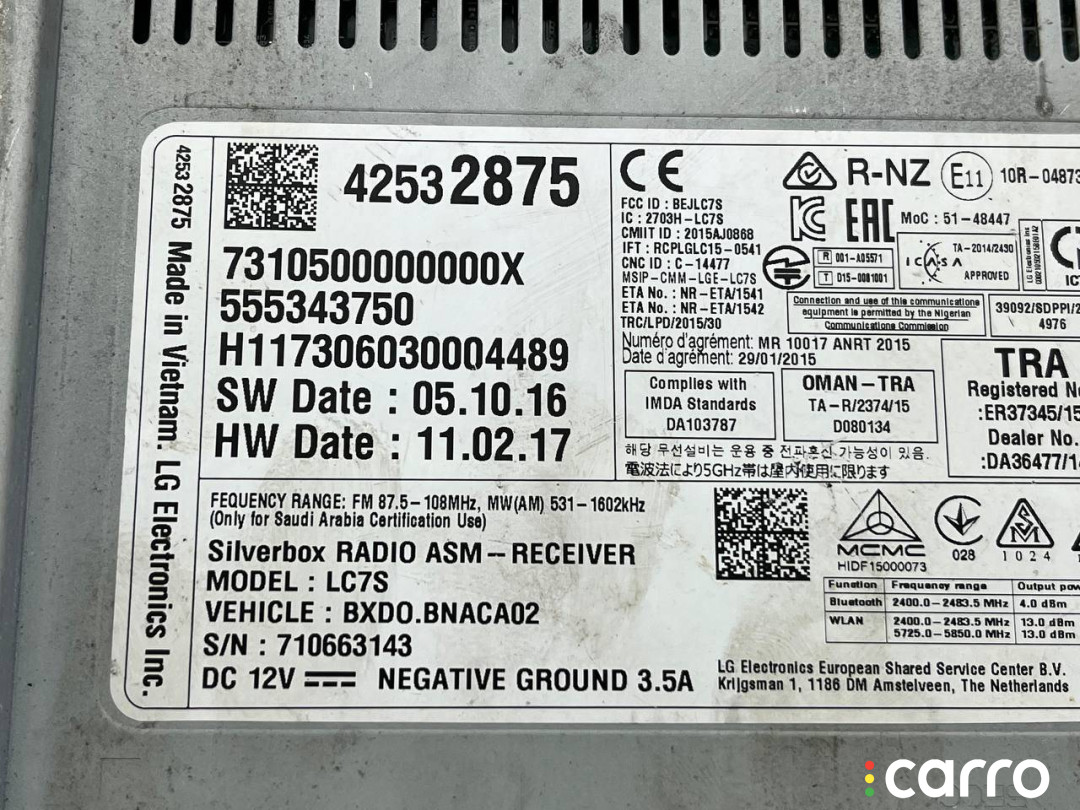 42532875 Made in Vietnam. LG Electronics Inc.
42532875
7310500000000X
555343750
H117306030004489
SW Date : 05.10.16
HW Date : 11.02.17
CE
FCC ID : BEJLC7S
IC : 2703H-LC7S
CMIIT ID : 2015AJ0868
IFT : RCPLGLC15-0541
CNC ID : C-14477
MSIP-CMM-LGE-LC7S
ETA No. : NR-ETA/1541
ETA No. : NR-ETA/1542
TRC/LPD/2015/30
Numéro d'agrément: MR 10017 ANRT 2015
Date d'agrément: 29/01/2015
R-NZ
E11
10R-04873
EAC
MoC : 51-48447
R 001-A05571
T D15-0081001
ICASA
TA-2014/2430
APPROVED
Connection and use of this communications
equipment is permitted by the Nigerian
Communications Commission
39092/SDPPI/2
4976
Complies with
IMDA Standards
DA103787
OMAN-TRA
TA-R/2374/15
D080134
TRA
Registered No
:ER37345/15
Dealer No.
:DA36477/1
해당 무선설비는 운용 중 전파혼신 가능성이 있음.
電波法により5GHz帯は屋内使用に限ります
FEQUENCY RANGE: FM 87.5-108MHz, MW(AM) 531-1602kHz
(Only for Saudi Arabia Certification Use)
Silverbox RADIO ASM-RECEIVER
MODEL : LC7S
VEHICLE : BXDO.BNACA02
S/N : 710663143
DC 12V NEGATIVE GROUND 3.5A
MCMC
HIDF15000073
028
1024
Function Frequency range Output pow
Bluetooth 2400.0-2483.5 MHz 4.0 dBm
WLAN 2400.0-2483.5 MHz 13.0 dBm
5725.0-5850.0 MHz 13.0 dBm
LG Electronics European Shared Service Center B.V.
Krijgsman 1, 1186 DM Amstelveen, The Netherlands
carro